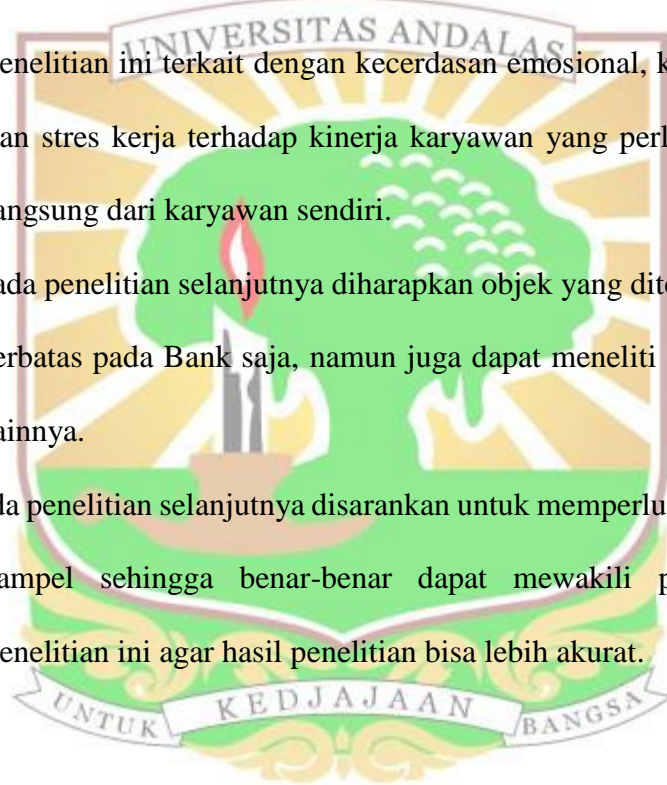 UNIVERSITAS ANDALAS
enelitian ini terkait dengan kecerdasan emosional, k
an stres kerja terhadap kinerja karyawan yang perl
angsung dari karyawan sendiri.
ada penelitian selanjutnya diharapkan objek yang dite
erbatas pada Bank saja, namun juga dapat meneliti
ainnya.
da penelitian selanjutnya disarankan untuk memperlu
ampel sehingga benar-benar dapat mewakili p
enelitian ini agar hasil penelitian bisa lebih akurat.
UNTUK KEDJAJAAN BANGSA